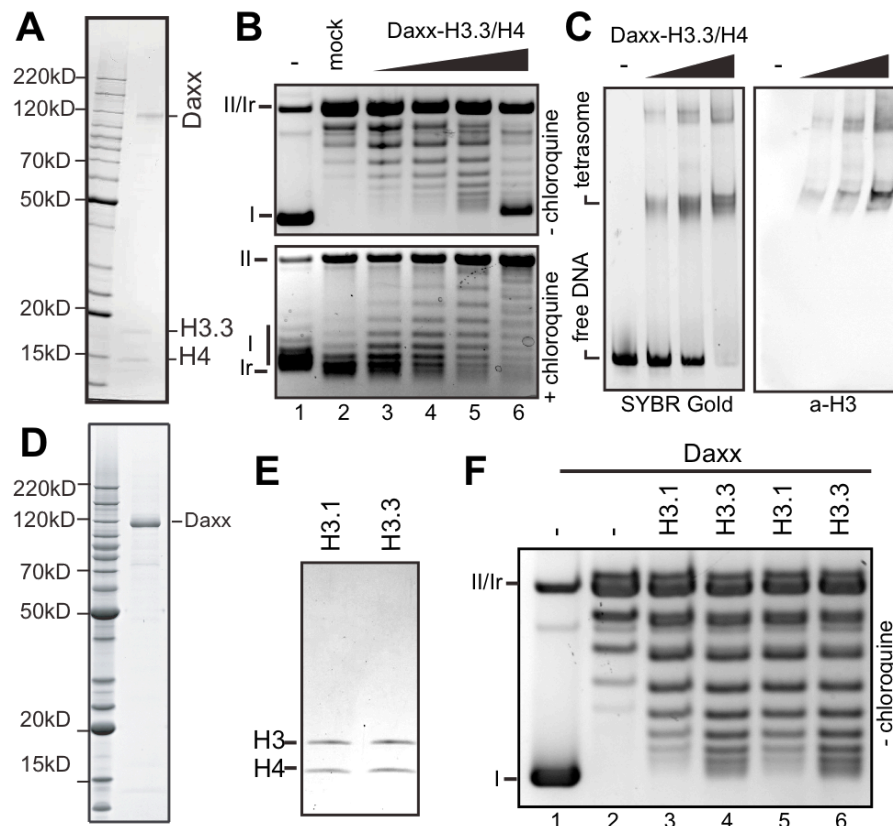 A
220kD
120kD
70kD
50kD
20kD
15kD
Daxx
H3.3
H4
B
Daxx-H3.3/H4
-
mock
II/Ir
I
- chloroquine
II
I
Ir
+ chloroquine
1 2 3 4 5 6
C
Daxx-H3.3/H4
- -
tetrasome
free DNA
SYBR Gold a-H3
D
220kD
120kD
70kD
50kD
20kD
15kD
Daxx
E
H3.1 H3.3
H3
H4
F
Daxx
- - H3.1 H3.3 H3.1 H3.3
II/Ir
I
- chloroquine
1 2 3 4 5 6